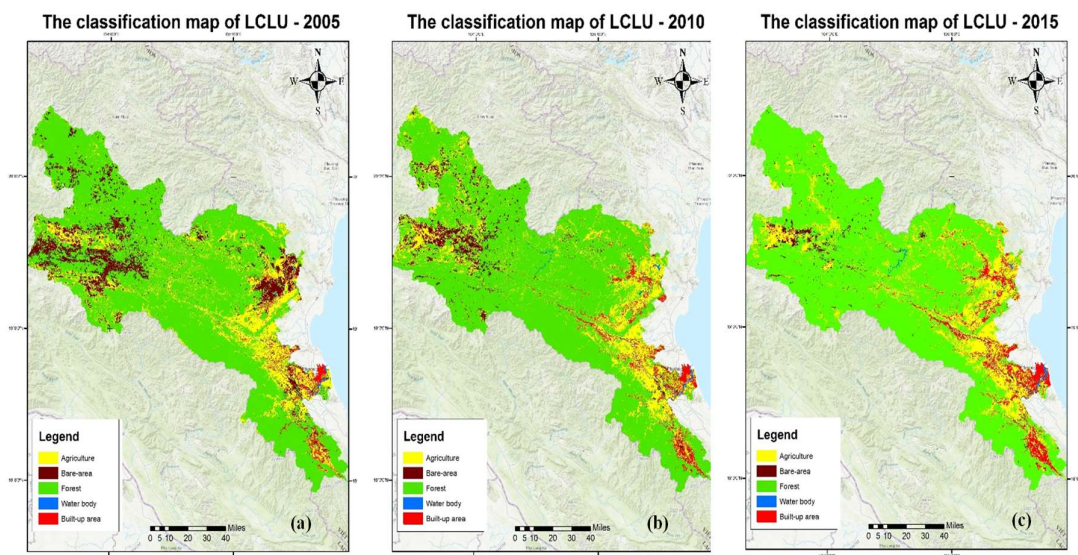 The classification map of LCLU - 2005
N
W
E
S
Legend
Agriculture
Bare-area
Forest
Water body
Built-up area
0 5 10 20 30 40
Miles
(a)
The classification map of LCLU - 2010
N
W
E
S
Legend
Agriculture
Bare-area
Forest
Water body
Built-up area
0 5 10 20 30 40
Miles
(b)
The classification map of LCLU - 2015
N
W
E
S
Legend
Agriculture
Bare-area
Forest
Water body
Built-up area
0 5 10 20 30 40
Miles
(c)